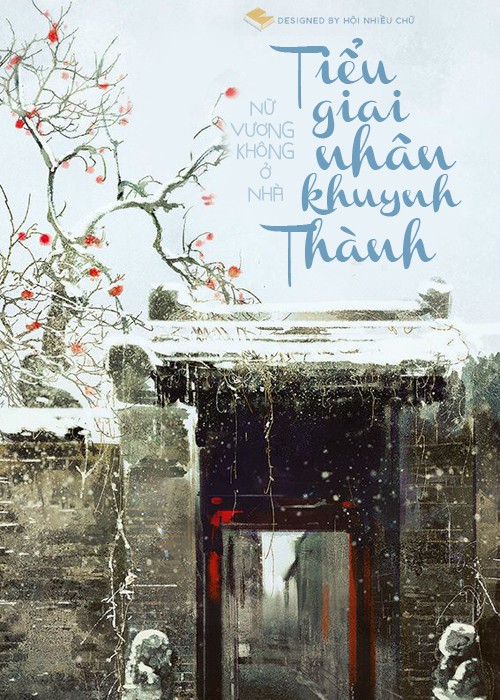 DESIGNED BY HỘI NHIỀU CHỮ
Tiểu
giai
nhân
khuynh
Thành
NỮ
VƯƠNG
KHÔNG
Ở
NHÀ